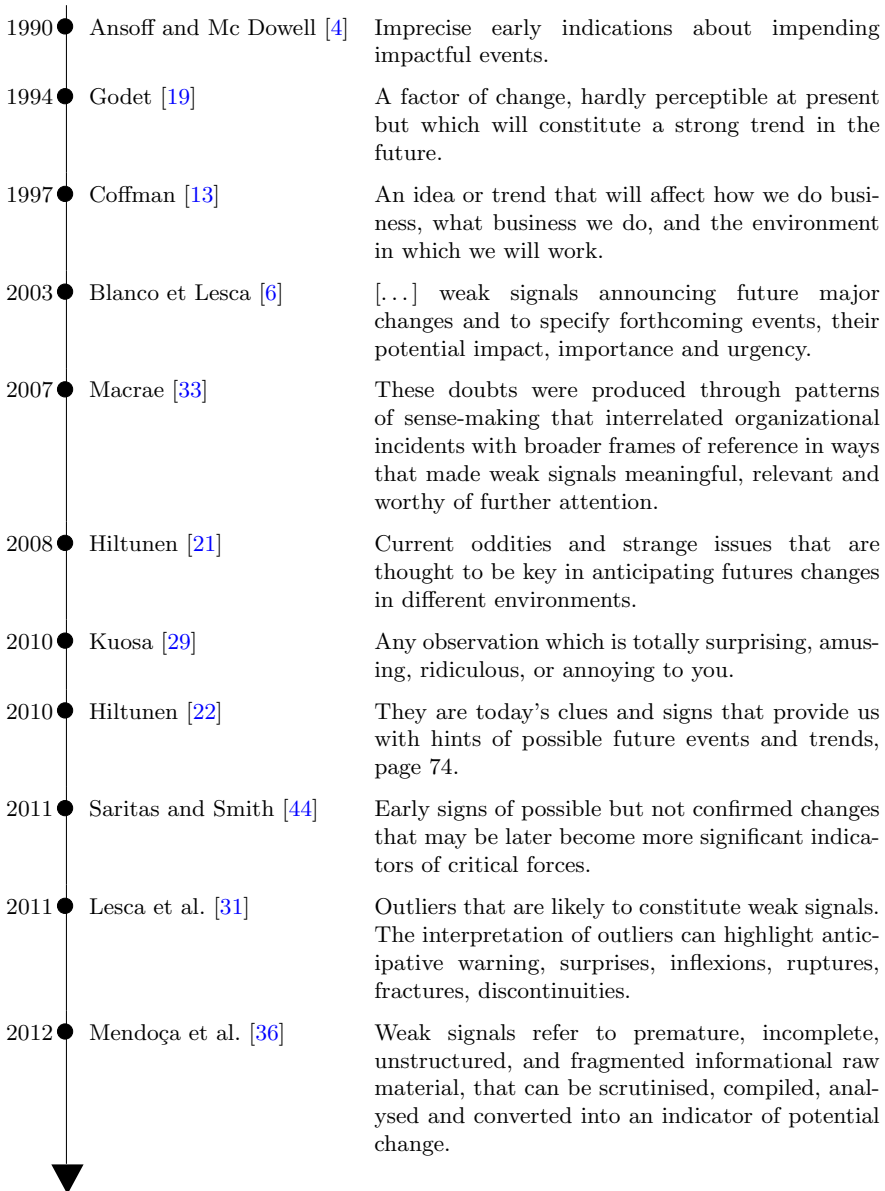 1990 Ansoff and Mc Dowell [4] Imprecise early indications about impending
impactful events.
1994 Godet [19] A factor of change, hardly perceptible at present
but which will constitute a strong trend in the
future.
1997 Coffman [13] An idea or trend that will affect how we do busi-
ness, what business we do, and the environment
in which we will work.
2003 Blanco et Lesca [6] [...] weak signals announcing future major
changes and to specify forthcoming events, their
potential impact, importance and urgency.
2007 Macrae [33] These doubts were produced through patterns
of sense-making that interrelated organizational
incidents with broader frames of reference in ways
that made weak signals meaningful, relevant and
worthy of further attention.
2008 Hiltunen [21] Current oddities and strange issues that are
thought to be key in anticipating futures changes
in different environments.
2010 Kuosa [29] Any observation which is totally surprising, amus-
ing, ridiculous, or annoying to you.
2010 Hiltunen [22] They are today's clues and signs that provide us
with hints of possible future events and trends,
page 74.
2011 Saritas and Smith [44] Early signs of possible but not confirmed changes
that may be later become more significant indica-
tors of critical forces.
2011 Lesca et al. [31] Outliers that are likely to constitute weak signals.
The interpretation of outliers can highlight antic-
ipative warning, surprises, inflexions, ruptures,
fractures, discontinuities.
2012 Mendoça et al. [36] Weak signals refer to premature, incomplete,
unstructured, and fragmented informational raw
material, that can be scrutinised, compiled, anal-
ysed and converted into an indicator of potential
change.